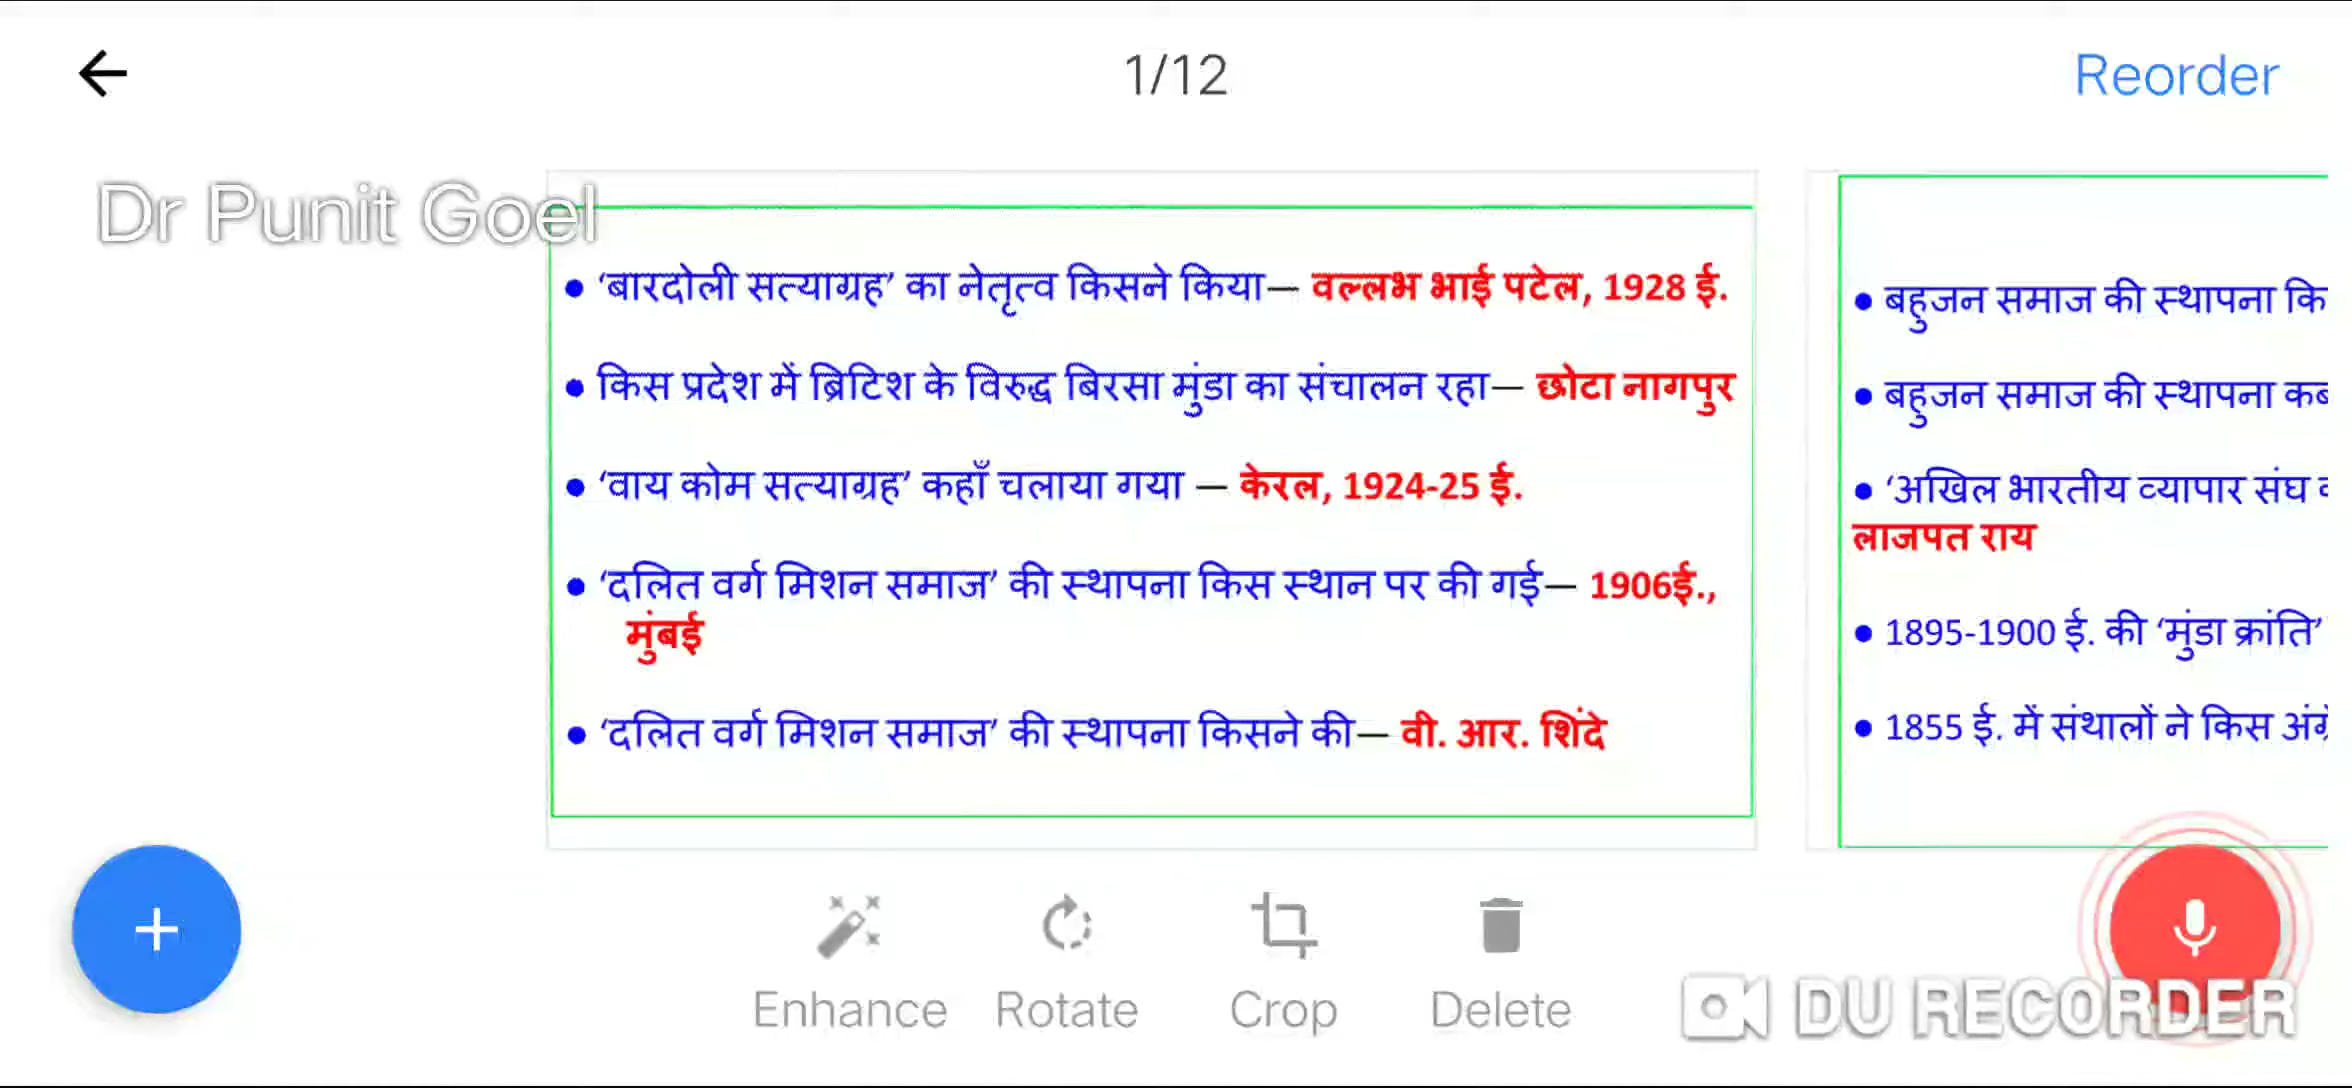 1/12
Reorder
Dr Punit Goel
• ‘बारदोली सत्याग्रह’ का नेतृत्व किसने किया— वल्लभ भाई पटेल, 1928 ई.
• किस प्रदेश में ब्रिटिश के विरुद्ध बिरसा मुंडा का संचालन रहा— छोटा नागपुर
• ‘वाय कोम सत्याग्रह’ कहाँ चलाया गया — केरल, 1924-25 ई.
• ‘दलित वर्ग मिशन समाज’ की स्थापना किस स्थान पर की गई— 1906ई.,
मुंबई
• ‘दलित वर्ग मिशन समाज’ की स्थापना किसने की— वी. आर. शिंदे
• बहुजन समाज की स्थापना
• बहुजन समाज की स्थापना
• ‘अखिल भारतीय व्यापार संघ
लाजपत राय
• 1895-1900 ई. की ‘मुंडा क्रांति’
• 1855 ई. में संथालों ने किस
Enhance
Rotate
Crop
Delete
DU RECORDER